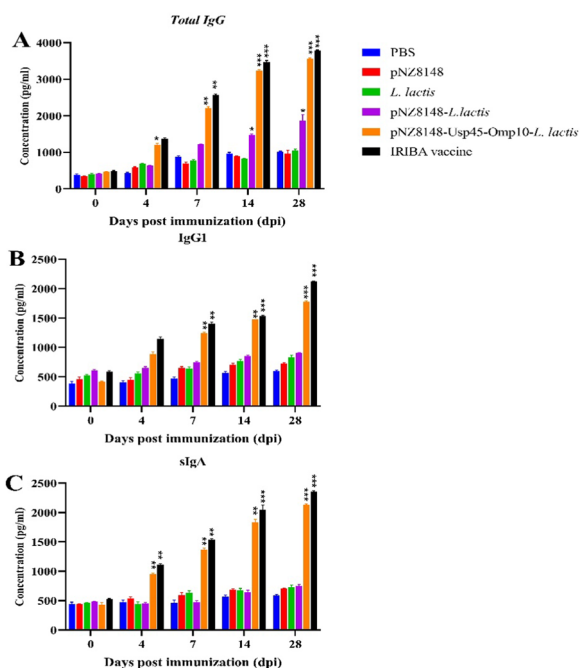 Total IgG
A
4000
3000
2000
1000
0
Concentration (pg/ml)
* ** ** * *** *** * *** ***
0 4 7 14 28
Days post immunization (dpi)
PBS
pNZ8148
L. lactis
pNZ8148-L.lactis
pNZ8148-Usp45-Omp10-L. lactis
IRIBA vaccine
IgG1
B
2500
2000
1500
1000
500
0
Concentration (pg/ml)
** ** ** *** *** ***
0 4 7 14 28
Days post immunization (dpi)
sIgA
C
2500
2000
1500
1000
500
0
Concentration (pg/ml)
** ** ** ** ** *** *** ***
0 4 7 14 28
Days post immunization (dpi)